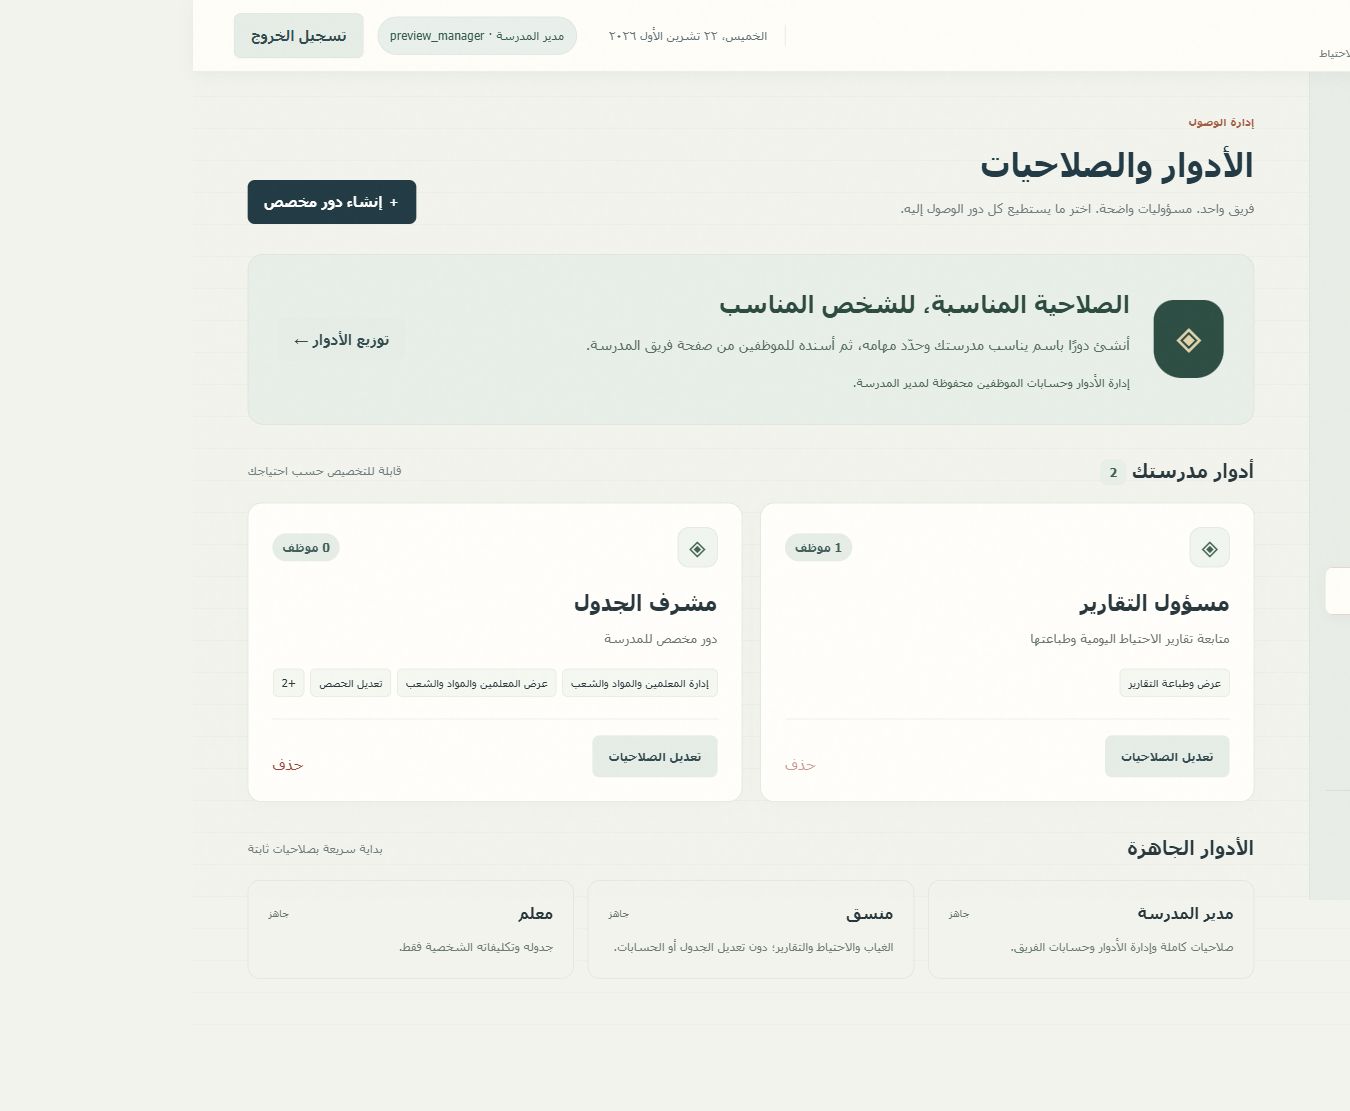 لاحتياط
الخميس، ٢٢ تشرين الأول ٢٠٢٦
مدير المدرسة · preview_manager
تسجيل الخروج
إدارة الوصول
الأدوار والصلاحيات
فريق واحد. مسؤوليات واضحة. اختر ما يستطيع كل دور الوصول إليه.
+ إنشاء دور مخصص
الصلاحية المناسبة، للشخص المناسب
أنشئ دورًا باسم يناسب مدرستك وحدّد مهامه، ثم أسنده للموظفين من صفحة فريق المدرسة.
إدارة الأدوار وحسابات الموظفين محفوظة لمدير المدرسة.
توزيع الأدوار ←
أدوار مدرستك 2
قابلة للتخصيص حسب احتياجك
1 موظف
مسؤول التقارير
متابعة تقارير الاحتياط اليومية وطباعتها
عرض وطباعة التقارير
تعديل الصلاحيات
حذف
0 موظف
مشرف الجدول
دور مخصص للمدرسة
إدارة المعلمين والمواد والشعب
عرض المعلمين والمواد والشعب
تعديل الحصص
+2
تعديل الصلاحيات
حذف
الأدوار الجاهزة
بداية سريعة بصلاحيات ثابتة
مدير المدرسة
جاهز
صلاحيات كاملة وإدارة الأدوار وحسابات الفريق.
منسق
جاهز
الغياب والاحتياط والتقارير؛ دون تعديل الجدول أو الحسابات.
معلم
جاهز
جدوله وتكليفاته الشخصية فقط.